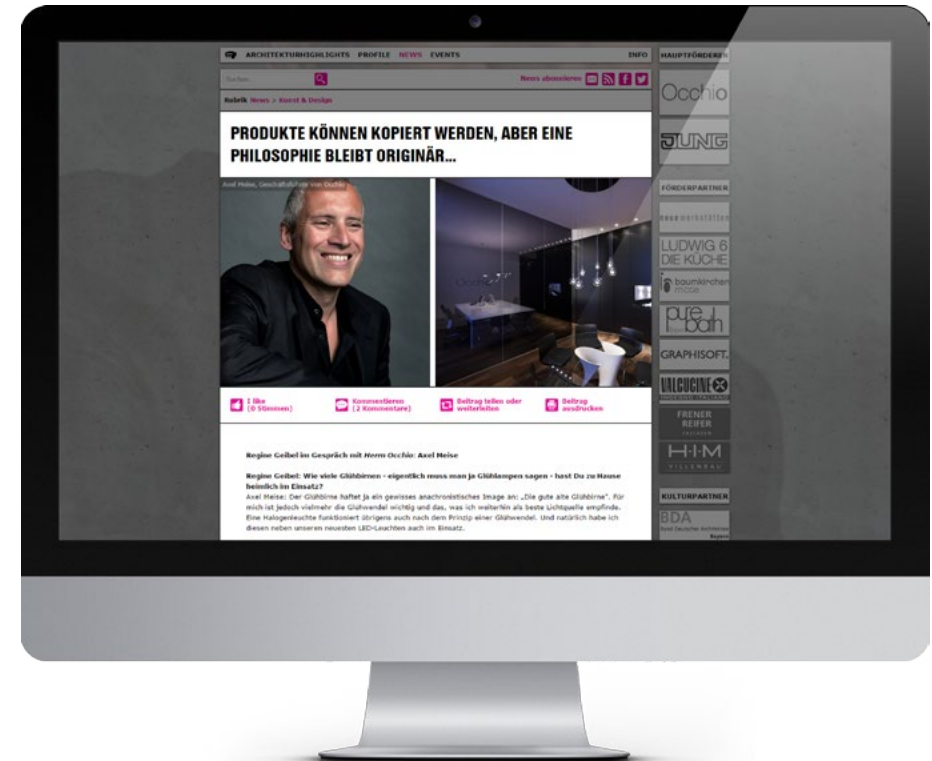 ARCHITEKTURHIGHLIGHTS PROFILE NEWS EVENTS INFO
Suchen
News abonnieren
Rubrik News > Kunst & Design
PRODUKTE KÖNNEN KOPIERT WERDEN, ABER EINE
PHILOSOPHIE BLEIBT ORIGINÄR...
Axel Meise, Geschäftsführer von Occhio
I like
(0 Stimmen)
Kommentieren
(2 Kommentare)
Beitrag teilen oder
weiterleiten
Beitrag
ausdrucken
Regine Geibel im Gespräch mit Herrn Occhio: Axel Meise
Regine Geibel: Wie viele Glühbirnen - eigentlich muss man ja Glühlampen sagen - hast Du zu Hause
heimlich im Einsatz?
Axel Meise: Der Glühbirne haftet ja ein gewisses anachronistisches Image an: „Die gute alte Glühbirne“. Für
mich ist jedoch vielmehr die Glühwendel wichtig und das, was ich weiterhin als beste Lichtquelle empfinde.
Eine Halogenleuchte funktioniert übrigens auch nach dem Prinzip einer Glühwendel. Und natürlich habe ich
diesen neben unseren neuesten LED-Leuchten auch im Einsatz.
HAUPTFÖRDERER
Occhio
JUNG
FÖRDERPARTNER
neue werkstätten
LUDWIG 6
DIE KÜCHE
baumkirchen
mitte
pure
bath
GRAPHISOFT.
VALCUCINE
FRENER
REIFER
FASSADEN
H·I·M
VILLENBAU
KULTURPARTNER
BDA
Bund Deutscher Architekten
Bayern